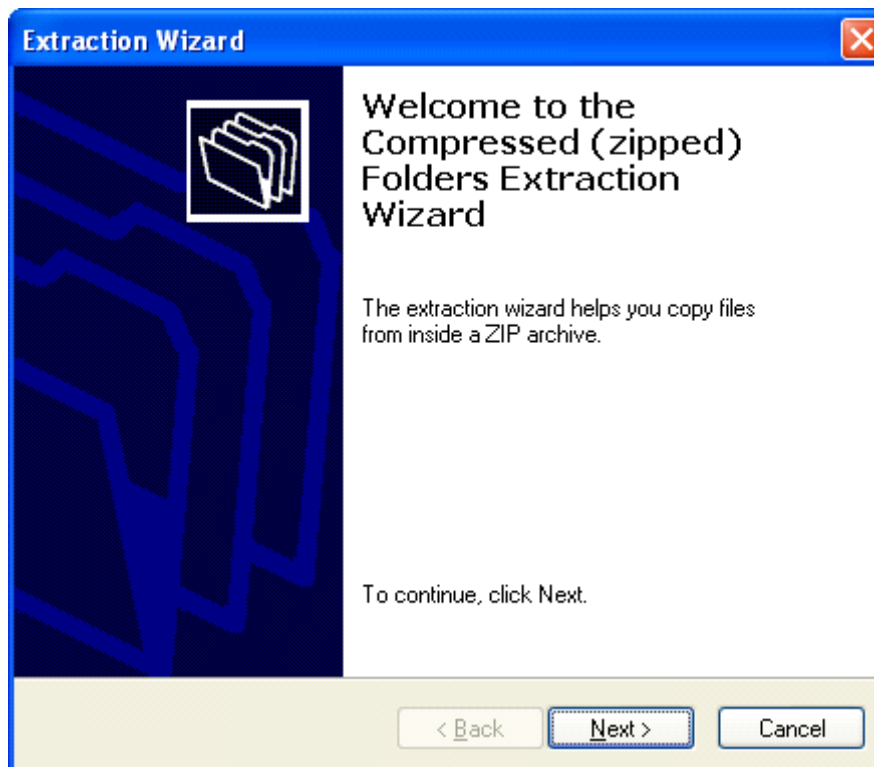 Extraction Wizard
Welcome to the
Compressed (zipped)
Folders Extraction
Wizard
The extraction wizard helps you copy files
from inside a ZIP archive.
To continue, click Next.
< Back
Next >
Cancel